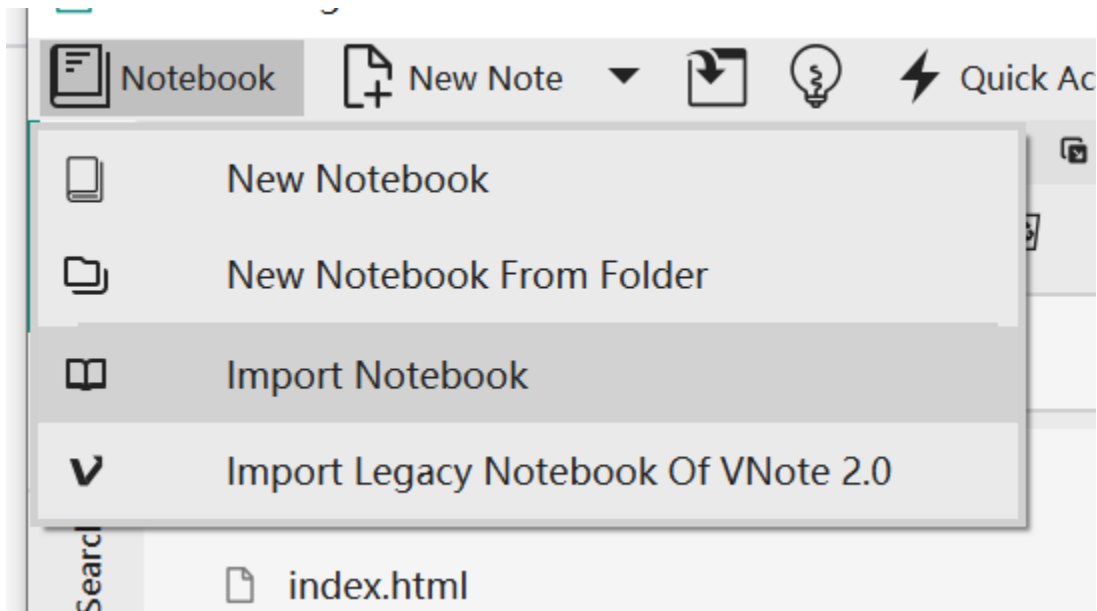 Notebook
New Note
Quick Ac
New Notebook
New Notebook From Folder
Import Notebook
Import Legacy Notebook Of VNote 2.0
Search
index.html